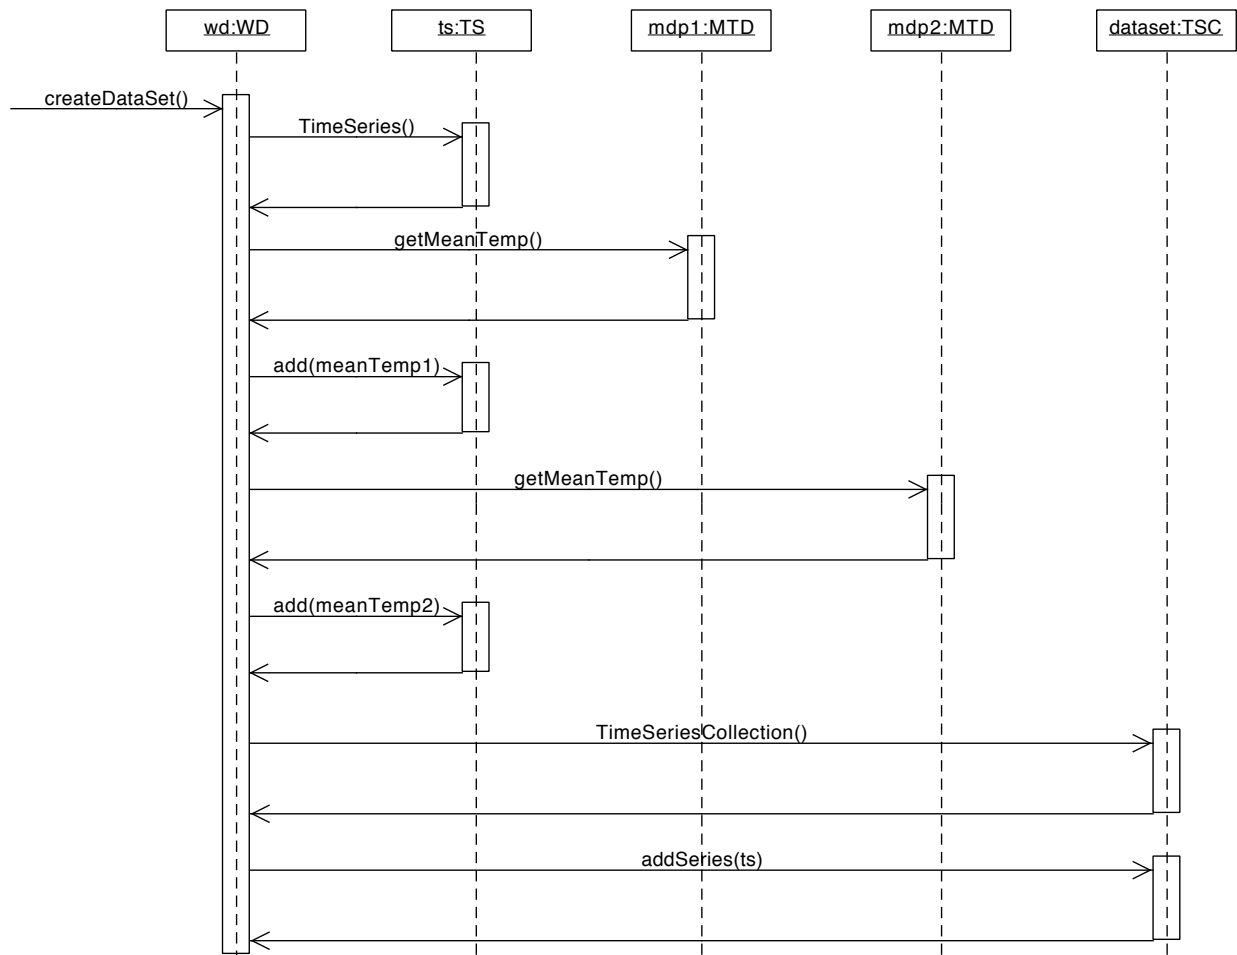 wd:WD
ts:TS
mdp1:MTD
mdp2:MTD
dataset:TSC
createDataSet()
TimeSeries()
getMeanTemp()
add(meanTemp1)
getMeanTemp()
add(meanTemp2)
TimeSeriesCollection()
addSeries(ts)